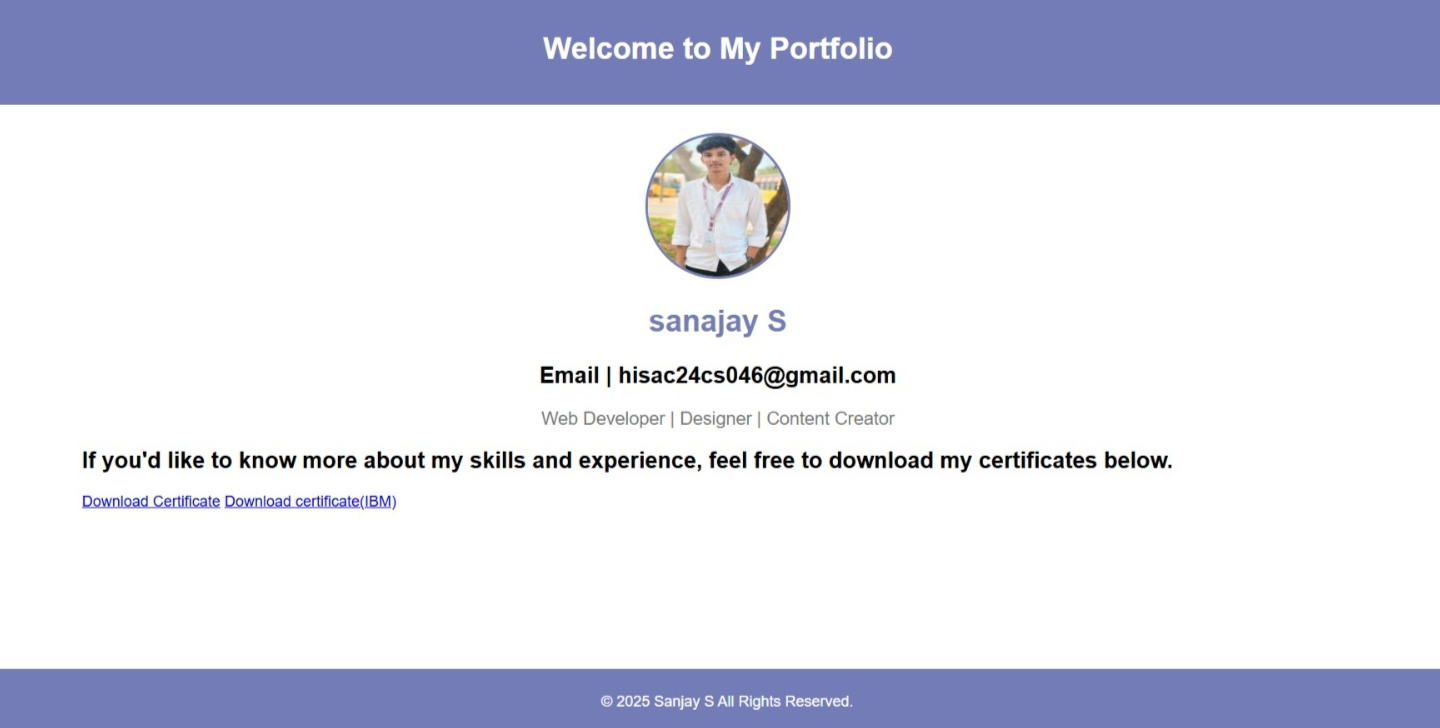 Welcome to My Portfolio
sanajay S
Email | hisac24cs046@gmail.com
Web Developer | Designer | Content Creator
If you'd like to know more about my skills and experience, feel free to download my certificates below.
Download Certificate Download certificate(IBM)
© 2025 Sanjay S All Rights Reserved.